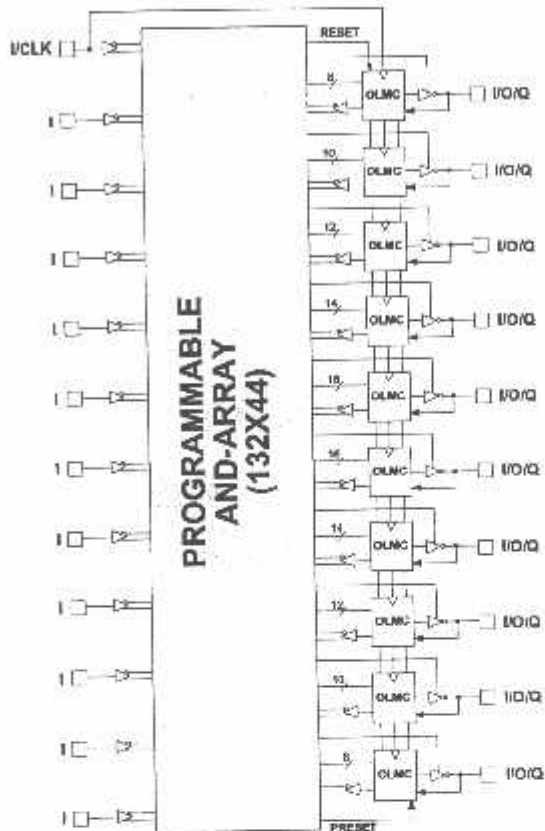 RESET
I/CLK
8
OLMC
I/O/Q
I
10
OLMC
I/O/Q
I
12
OLMC
I/O/Q
I
14
OLMC
I/O/Q
I
16
OLMC
I/O/Q
I
16
OLMC
I/O/Q
I
14
OLMC
I/O/Q
I
12
OLMC
I/O/Q
I
10
OLMC
I/O/Q
I
8
OLMC
I/O/Q
I
I
PRESET
PROGRAMMABLE
AND-ARRAY
(132X44)